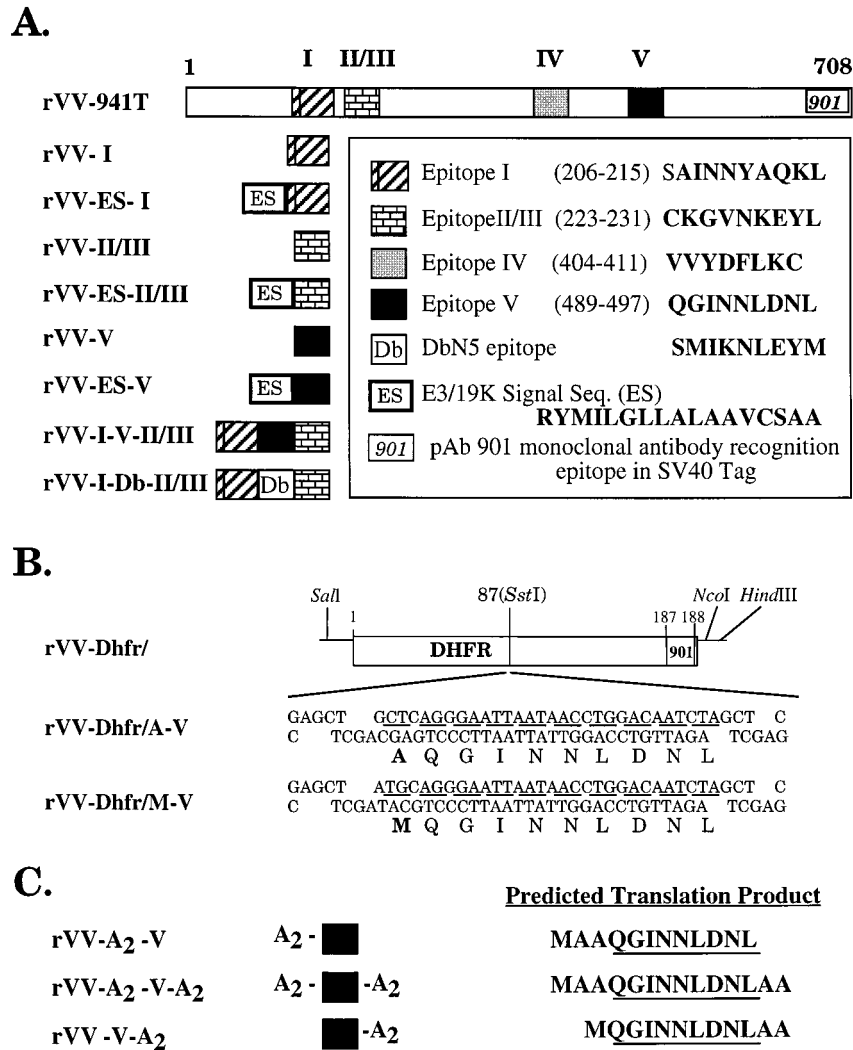 A.
I II/III IV V
1 708
rVV-941T 901
rVV- I
rVV-ES- I ES
rVV-II/III
rVV-ES-II/III ES
rVV-V
rVV-ES-V ES
rVV-I-V-II/III
rVV-I-Db-II/III Db
Epitope I (206-215) SAINNYAQKL
EpitopeII/III (223-231) CKGVNKEYL
Epitope IV (404-411) VVYDFLKC
Epitope V (489-497) QGINNLDNL
Db DbN5 epitope SMIKNLEYM
ES E3/19K Signal Seq. (ES)
RYMILGLLALAAVCSAA
901 pAb 901 monoclonal antibody recognition
epitope in SV40 Tag
B.
SalI 87(SstI) NcoI HindIII
1 187 188
rVV-Dhfr/ DHFR 901
GAGCT GCTCAGGGAATTAATAACCTGGACAATCTAGCT C
rVV-Dhfr/A-V
C TCGACGAGTCCCTTAATTATTGGACCTGTTAGA TCGAG
A Q G I N N L D N L
GAGCT ATGCAGGGAATTAATAACCTGGACAATCTAGCT C
rVV-Dhfr/M-V
C TCGATACGTCCCTTAATTATTGGACCTGTTAGA TCGAG
M Q G I N N L D N L
C.
Predicted Translation Product
rVV-A2 -V A2 - MAAQGINNLDNL
rVV-A2 -V-A2 A2 - -A2 MAAQGINNLDNLAA
rVV -V-A2 -A2 MQGINNLDNLAA